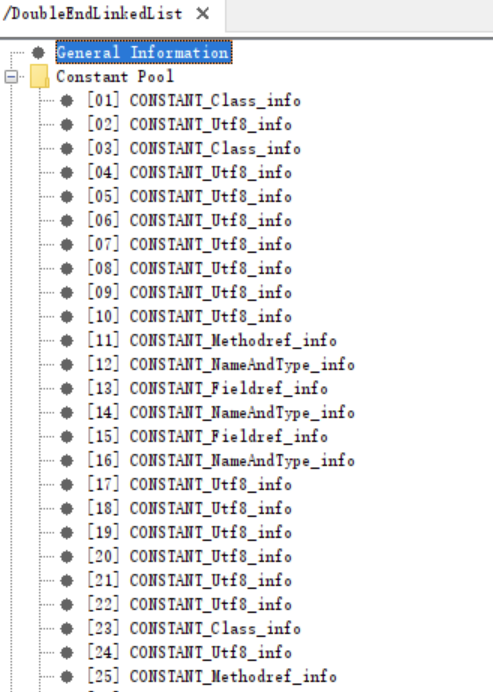 /DoubleEndLinkedList ×
General Information
Constant Pool
[01] CONSTANT_Class_info
[02] CONSTANT_Utf8_info
[03] CONSTANT_Class_info
[04] CONSTANT_Utf8_info
[05] CONSTANT_Utf8_info
[06] CONSTANT_Utf8_info
[07] CONSTANT_Utf8_info
[08] CONSTANT_Utf8_info
[09] CONSTANT_Utf8_info
[10] CONSTANT_Utf8_info
[11] CONSTANT_Methodref_info
[12] CONSTANT_NameAndType_info
[13] CONSTANT_Fieldref_info
[14] CONSTANT_NameAndType_info
[15] CONSTANT_Fieldref_info
[16] CONSTANT_NameAndType_info
[17] CONSTANT_Utf8_info
[18] CONSTANT_Utf8_info
[19] CONSTANT_Utf8_info
[20] CONSTANT_Utf8_info
[21] CONSTANT_Utf8_info
[22] CONSTANT_Utf8_info
[23] CONSTANT_Class_info
[24] CONSTANT_Utf8_info
[25] CONSTANT_Methodref_info